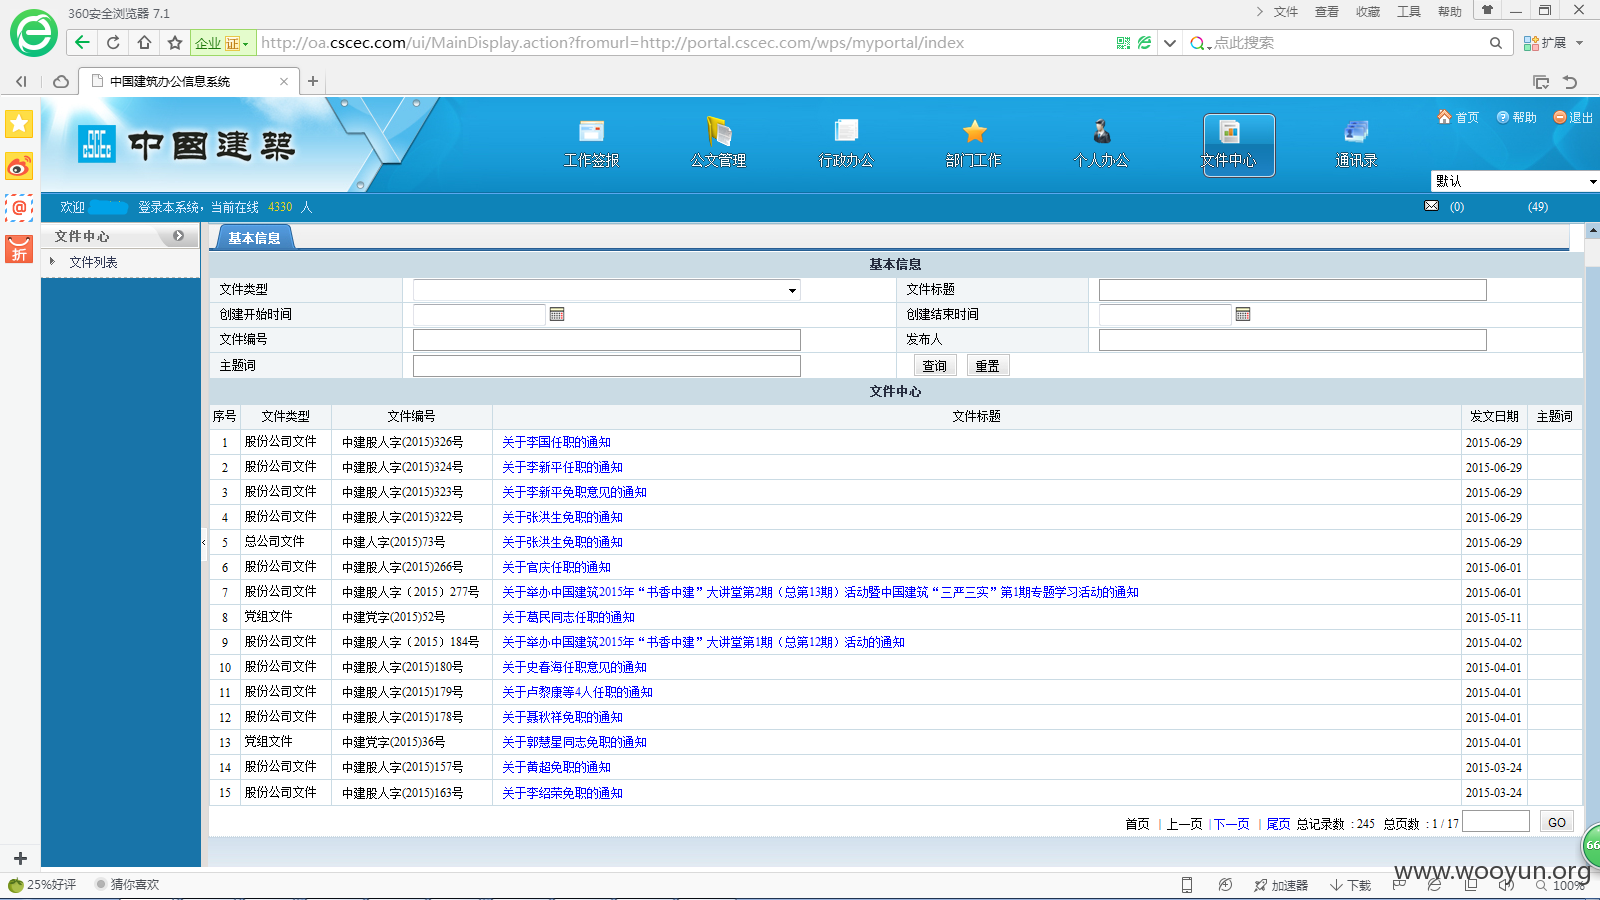 360安全浏览器 7.1
文件 查看 收藏 工具 帮助
企业 证 http://oa.cscec.com/ui/MainDisplay.action?fromurl=http://portal.cscec.com/wps/myportal/index 点此搜索 扩展
中国建筑办公信息系统
CSCEC 中國建築
工作签报 公文管理 行政办公 部门工作 个人办公 文件中心 通讯录
首页 帮助 退出
默认
欢迎 登录本系统，当前在线 4330 人 (0) (49)
折
文件中心
文件列表
基本信息
基本信息
文件类型 文件标题
创建开始时间 创建结束时间
文件编号 发布人
主题词 查询 重置
文件中心
序号 文件类型 文件编号 文件标题 发文日期 主题词
1 股份公司文件 中建股人字(2015)326号 关于李国任职的通知 2015-06-29
2 股份公司文件 中建股人字(2015)324号 关于李新平任职的通知 2015-06-29
3 股份公司文件 中建股人字(2015)323号 关于李新平免职意见的通知 2015-06-29
4 股份公司文件 中建股人字(2015)322号 关于张洪生免职的通知 2015-06-29
5 总公司文件 中建人字(2015)73号 关于张洪生免职的通知 2015-06-29
6 股份公司文件 中建股人字(2015)266号 关于官庆任职的通知 2015-06-01
7 股份公司文件 中建股人字（2015）277号 关于举办中国建筑2015年“书香中建”大讲堂第2期（总第13期）活动暨中国建筑“三严三实”第1期专题学习活动的通知 2015-06-01
8 党组文件 中建党字(2015)52号 关于葛民同志任职的通知 2015-05-11
9 股份公司文件 中建股人字（2015）184号 关于举办中国建筑2015年“书香中建”大讲堂第1期（总第12期）活动的通知 2015-04-02
10 股份公司文件 中建股人字(2015)180号 关于史春海任职意见的通知 2015-04-01
11 股份公司文件 中建股人字(2015)179号 关于卢黎康等4人任职的通知 2015-04-01
12 股份公司文件 中建股人字(2015)178号 关于聂秋祥免职的通知 2015-04-01
13 党组文件 中建党字(2015)36号 关于郭慧星同志免职的通知 2015-04-01
14 股份公司文件 中建股人字(2015)157号 关于黄超免职的通知 2015-03-24
15 股份公司文件 中建股人字(2015)163号 关于李绍荣免职的通知 2015-03-24
首页 |上一页 |下一页 |尾页 总记录数 :245 总页数 :1 / 17 GO
66
www.wooyun.org
25%好评 猜你喜欢 加速器 下载 100%